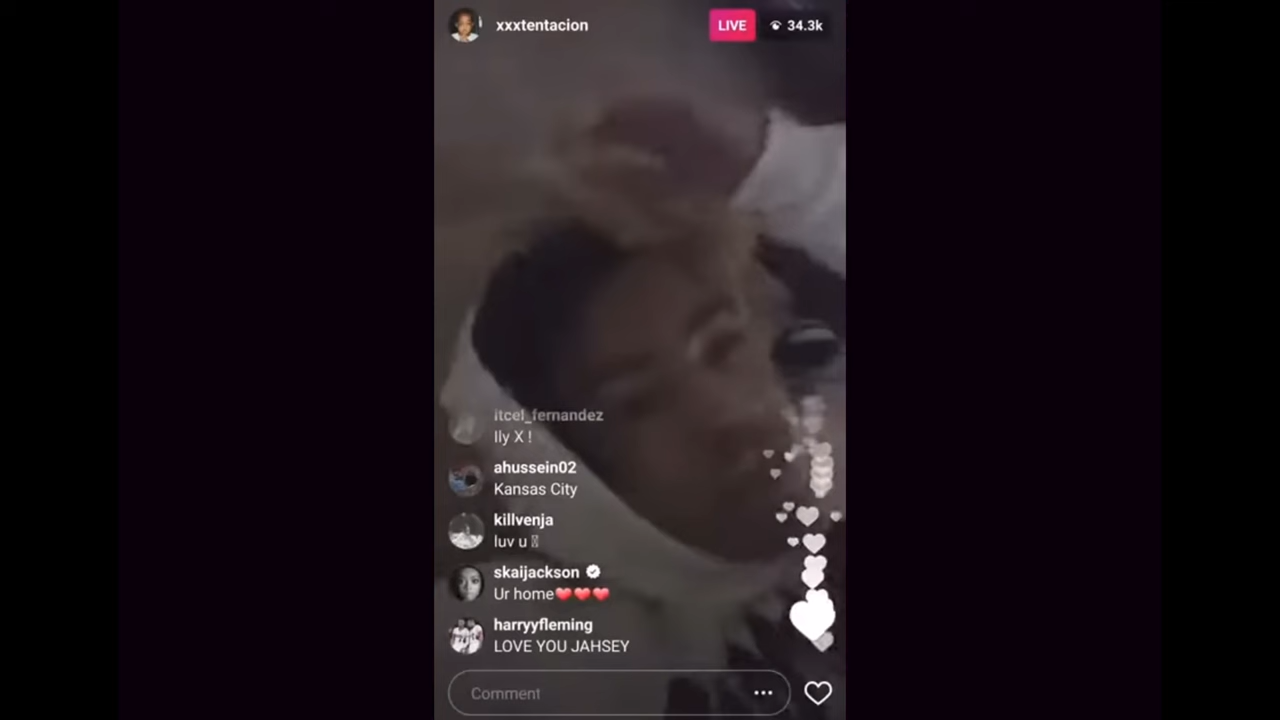 xxxtentacion
LIVE
34.3k
itcel_fernandez
Ily X !
ahussein02
Kansas City
killvenja
luv u
skaijackson
Ur home❤️❤️❤️
harryyfleming
LOVE YOU JAHSEY
Comment